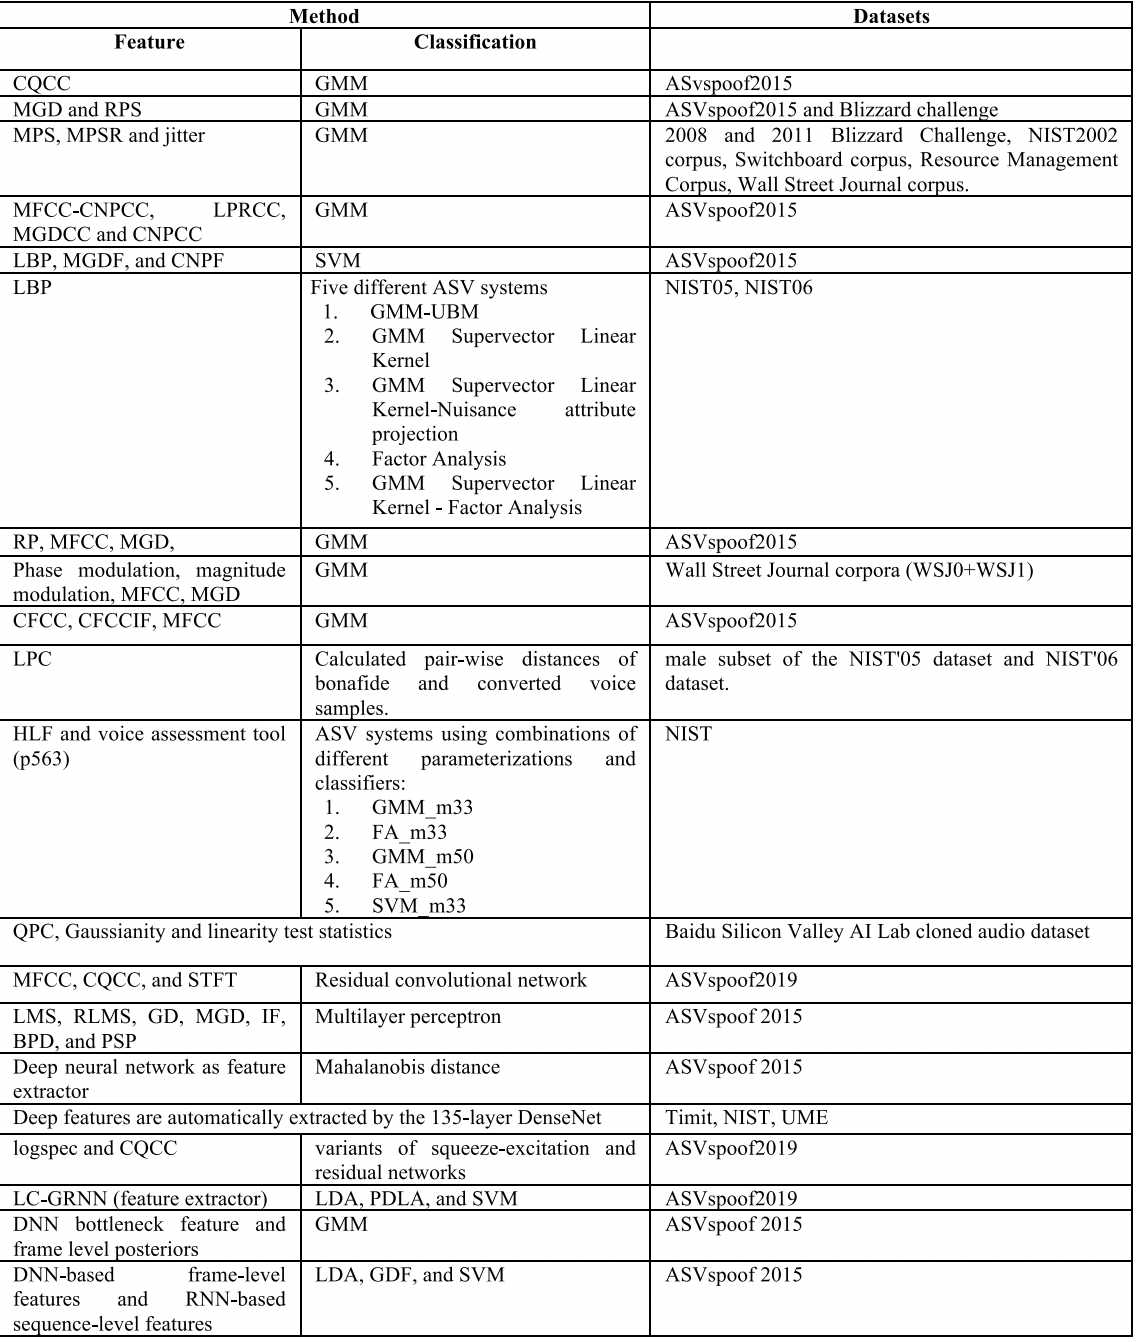 Method Datasets
Feature Classification
CQCC GMM ASvspoof2015
MGD and RPS GMM ASVspoof2015 and Blizzard challenge
MPS, MPSR and jitter GMM 2008 and 2011 Blizzard Challenge, NIST2002
corpus, Switchboard corpus, Resource Management
Corpus, Wall Street Journal corpus.
MFCC-CNPCC, LPRCC, GMM ASVspoof2015
MGDCC and CNPCC
LBP, MGDF, and CNPF SVM ASVspoof2015
LBP Five different ASV systems NIST05, NIST06
1. GMM-UBM
2. GMM Supervector Linear
Kernel
3. GMM Supervector Linear
Kernel-Nuisance attribute
projection
4. Factor Analysis
5. GMM Supervector Linear
Kernel - Factor Analysis
RP, MFCC, MGD, GMM ASVspoof2015
Phase modulation, magnitude GMM Wall Street Journal corpora (WSJ0+WSJ1)
modulation, MFCC, MGD
CFCC, CFCCIF, MFCC GMM ASVspoof2015
LPC Calculated pair-wise distances of male subset of the NIST'05 dataset and NIST'06
bonafide and converted voice dataset.
samples.
HLF and voice assessment tool ASV systems using combinations of NIST
(p563) different parameterizations and
classifiers:
1. GMM_m33
2. FA_m33
3. GMM_m50
4. FA_m50
5. SVM_m33
QPC, Gaussianity and linearity test statistics Baidu Silicon Valley AI Lab cloned audio dataset
MFCC, CQCC, and STFT Residual convolutional network ASVspoof2019
LMS, RLMS, GD, MGD, IF, Multilayer perceptron ASVspoof 2015
BPD, and PSP
Deep neural network as feature Mahalanobis distance ASVspoof 2015
extractor
Deep features are automatically extracted by the 135-layer DenseNet Timit, NIST, UME
logspec and CQCC variants of squeeze-excitation and ASVspoof2019
residual networks
LC-GRNN (feature extractor) LDA, PDLA, and SVM ASVspoof2019
DNN bottleneck feature and GMM ASVspoof 2015
frame level posteriors
DNN-based frame-level LDA, GDF, and SVM ASVspoof 2015
features and RNN-based
sequence-level features